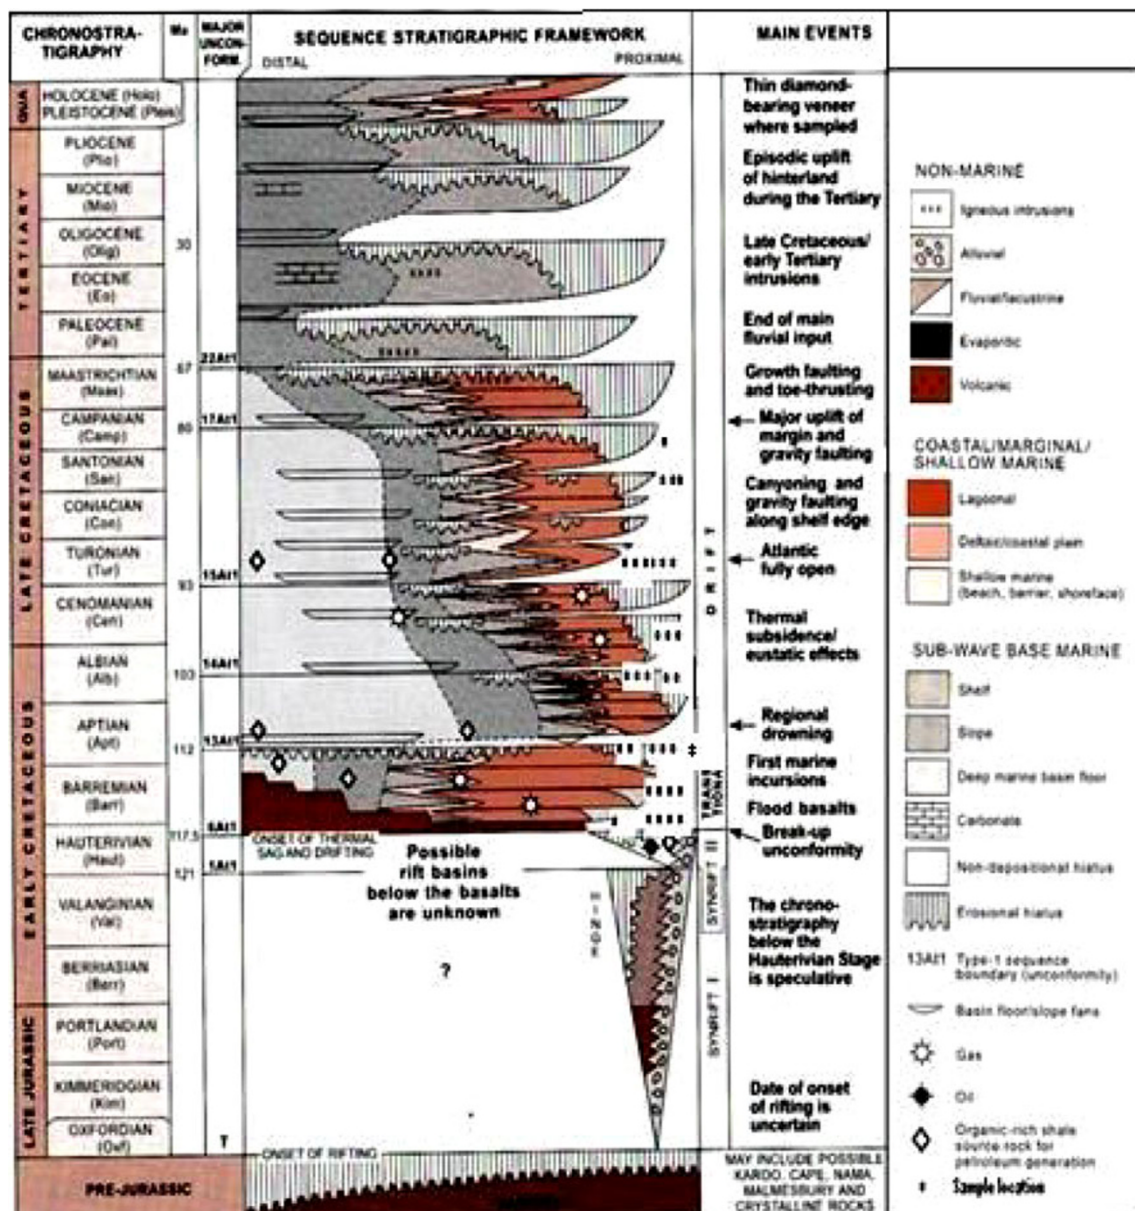 CHRONOSTRA-
TIGRAPHY
Ma
MAJOR
UNCON-
FORM.
SEQUENCE STRATIGRAPHIC FRAMEWORK
DISTAL
PROXIMAL
MAIN EVENTS
QUA
HOLOCENE (Holo)
PLEISTOCENE (Pleis)
TERTIARY
PLIOCENE
(Plio)
MIOCENE
(Mio)
OLIGOCENE
(Olig)
30
EOCENE
(Eo)
PALEOCENE
(Pal)
22At1
67
LATE CRETACEOUS
MAASTRICHTIAN
(Maas)
17At1
80
CAMPANIAN
(Camp)
SANTONIAN
(San)
CONIACIAN
(Con)
TURONIAN
(Tur)
15At1
93
CENOMANIAN
(Cen)
EARLY CRETACEOUS
ALBIAN
(Alb)
14At1
103
APTIAN
(Apt)
13At1
112
BARREMIAN
(Barr)
6At1
117.5
HAUTERIVIAN
(Haut)
5At1
121
VALANGINIAN
(Val)
BERRIASIAN
(Berr)
LATE JURASSIC
PORTLANDIAN
(Port)
KIMMERIDGIAN
(Kim)
OXFORDIAN
(Oxf)
T
PRE-JURASSIC
ONSET OF THERMAL
SAG AND DRIFTING
Possible
rift basins
below the basalts
are unknown
?
HINGE
ONSET OF RIFTING
DRIFT
TRANS
ITIONA
SYNRIFT II
SYNRIFT I
Thin diamond-
bearing veneer
where sampled
Episodic uplift
of hinterland
during the Tertiary
Late Cretaceous/
early Tertiary
intrusions
End of main
fluvial input
Growth faulting
and toe-thrusting
Major uplift of
margin and
gravity faulting
Canyoning and
gravity faulting
along shelf edge
Atlantic
fully open
Thermal
subsidence/
eustatic effects
Regional
drowning
First marine
incursions
Flood basalts
Break-up
unconformity
The chrono-
stratigraphy
below the
Hauterivian Stage
is speculative
Date of onset
of rifting is
uncertain
MAY INCLUDE POSSIBLE
KAROO, CAPE, NAMA,
MALMESBURY AND
CRYSTALLINT ROCKS
NON-MARINE
Igneous intrusions
Alluvial
Fluvial/lacustrine
Evaporitic
Volcanic
COASTAL/MARGINAL/
SHALLOW MARINE
Lagoonal
Deltaic/coastal plain
Shallow marine
(beach, barrier, shoreface)
SUB-WAVE BASE MARINE
Shelf
Slope
Deep marine basin floor
Carbonate
Non-depositional hiatus
Erosional hiatus
13At1 Type-1 sequence
boundary (unconformity)
Basin floor/slope fans
Gas
Oil
Organic-rich shale
source rock for
petroleum generation
Sample location